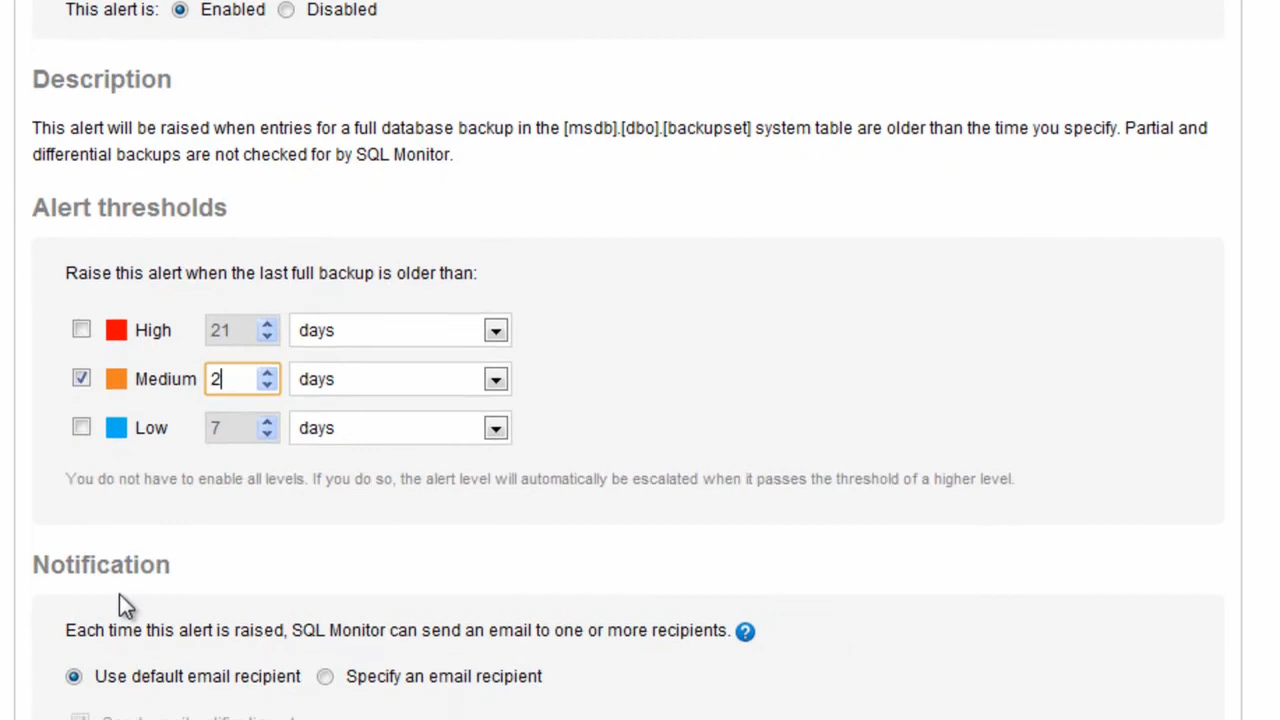 This alert is: Enabled Disabled
Description
This alert will be raised when entries for a full database backup in the [msdb].[dbo].[backupset] system table are older than the time you specify. Partial and
differential backups are not checked for by SQL Monitor.
Alert thresholds
Raise this alert when the last full backup is older than:
High 21 days
Medium 2 days
Low 7 days
You do not have to enable all levels. If you do so, the alert level will automatically be escalated when it passes the threshold of a higher level.
Notification
Each time this alert is raised, SQL Monitor can send an email to one or more recipients. ?
Use default email recipient Specify an email recipient